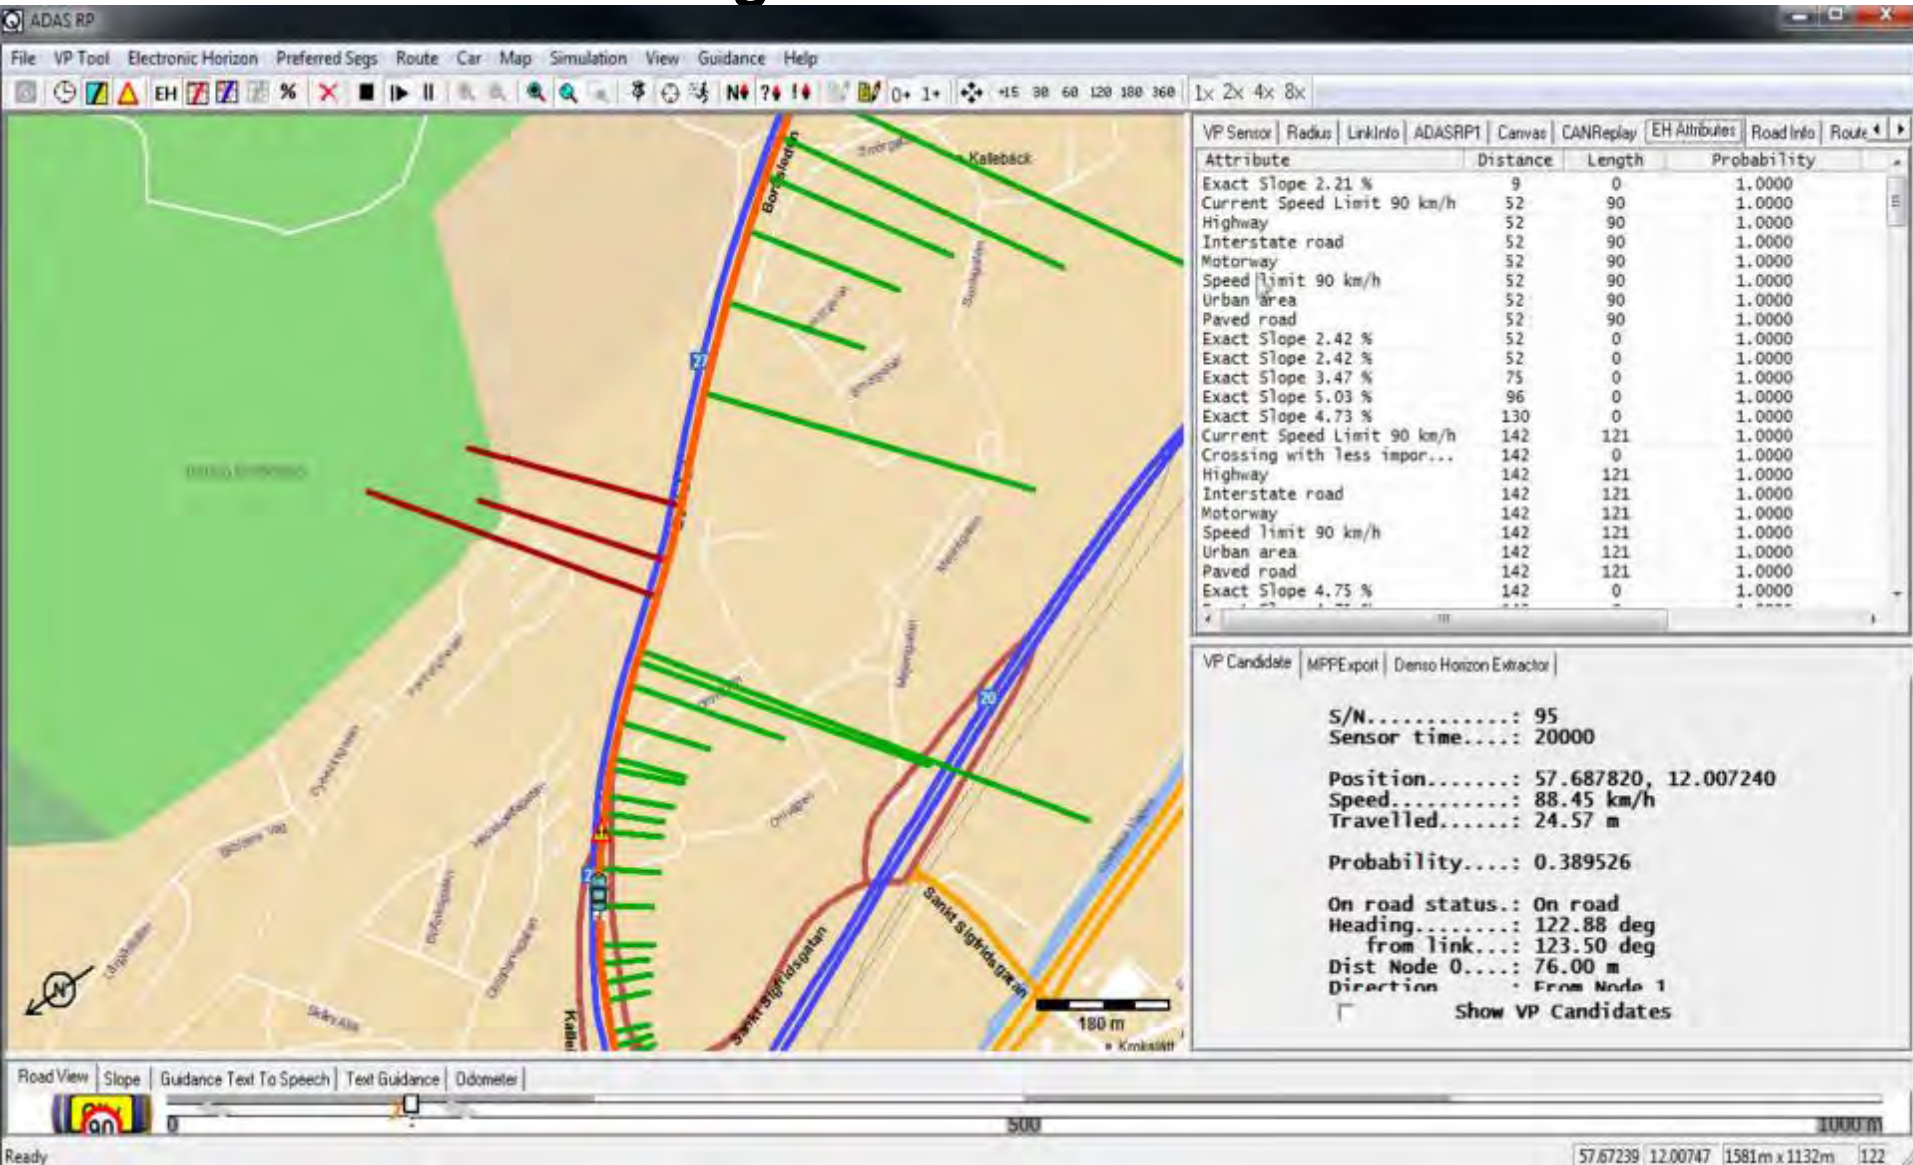 ADAS RP
File VP Tool Electronic Horizon Preferred Segs Route Car Map Simulation View Guidance Help
EH % N ? ! 0+ 1+ +15 30 60 120 180 360 1x 2x 4x 8x
Kallebäck
27
20
Sankt Sigfridsgatan
Sankt Sigfridsgatan
N
180 m
VP Sensor Radius LinkInfo ADASRP1 Canvas CANReplay EH Attributes Road Info Route
Attribute Distance Length Probability
Exact Slope 2.21 % 9 0 1.0000
Current Speed Limit 90 km/h 52 90 1.0000
Highway 52 90 1.0000
Interstate road 52 90 1.0000
Motorway 52 90 1.0000
Speed limit 90 km/h 52 90 1.0000
Urban area 52 90 1.0000
Paved road 52 90 1.0000
Exact Slope 2.42 % 52 0 1.0000
Exact Slope 2.42 % 52 0 1.0000
Exact Slope 3.47 % 75 0 1.0000
Exact Slope 5.03 % 96 0 1.0000
Exact Slope 4.73 % 130 0 1.0000
Current Speed Limit 90 km/h 142 121 1.0000
Crossing with less impor... 142 0 1.0000
Highway 142 121 1.0000
Interstate road 142 121 1.0000
Motorway 142 121 1.0000
Speed limit 90 km/h 142 121 1.0000
Urban area 142 121 1.0000
Paved road 142 121 1.0000
Exact Slope 4.75 % 142 0 1.0000
VP Candidate MPPExport Denso Horizon Extractor
S/N............: 95
Sensor time....: 20000
Position.......: 57.687820, 12.007240
Speed..........: 88.45 km/h
Travelled......: 24.57 m
Probability....: 0.389526
On road status.: On road
Heading........: 122.88 deg
from link...: 123.50 deg
Dist Node 0....: 76.00 m
Direction : From Node 1
Show VP Candidates
Road View Slope Guidance Text To Speech Text Guidance Odometer
90
0 500 1000 m
Ready 57.67239 12.00747 1581m x 1132m 122